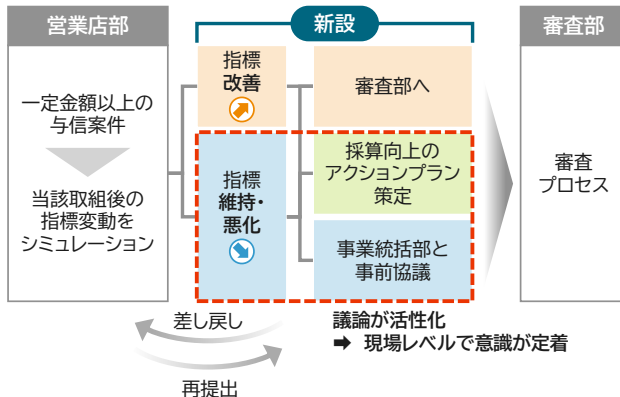 営業店部
一定金額以上の
与信案件
当該取組後の
指標変動を
シミュレーション
新設
指標
改善
指標
維持・
悪化
審査部へ
採算向上の
アクションプラン
策定
事業統括部と
事前協議
審査部
審査
プロセス
差し戻し
再提出
議論が活性化
➡ 現場レベルで意識が定着